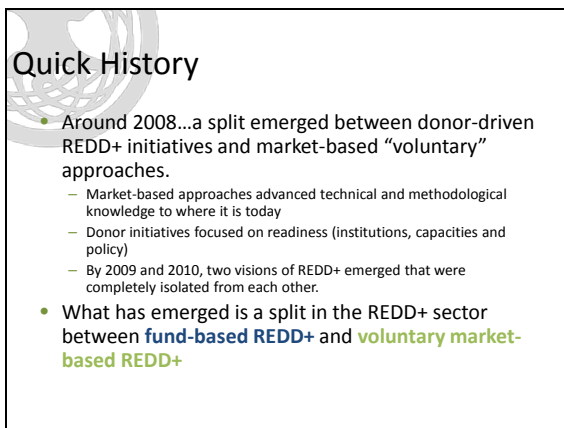 Quick History
• Around 2008…a split emerged between donor-driven
REDD+ initiatives and market-based “voluntary”
approaches.
– Market-based approaches advanced technical and methodological
knowledge to where it is today
– Donor initiatives focused on readiness (institutions, capacities and
policy)
– By 2009 and 2010, two visions of REDD+ emerged that were
completely isolated from each other.
• What has emerged is a split in the REDD+ sector
between fund-based REDD+ and voluntary market-
based REDD+